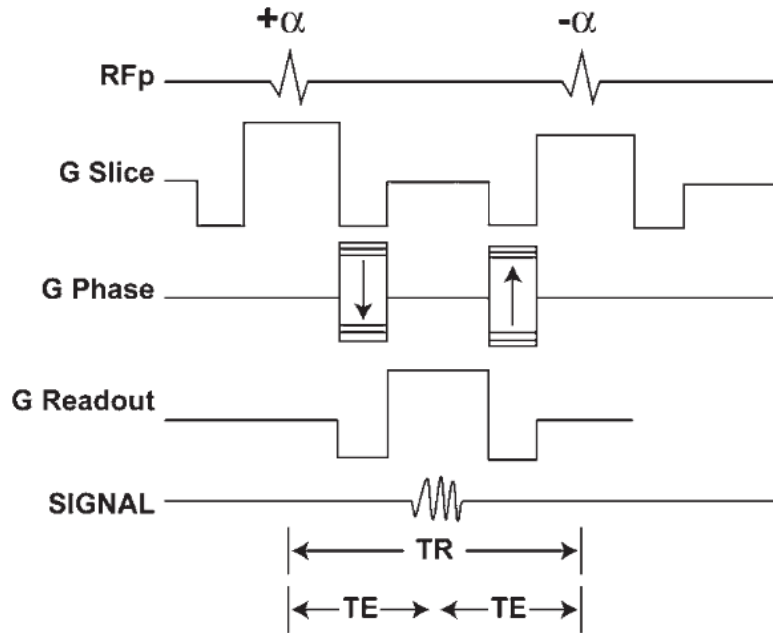 +α -α
RFp
G Slice
G Phase
G Readout
SIGNAL
TR
TE TE